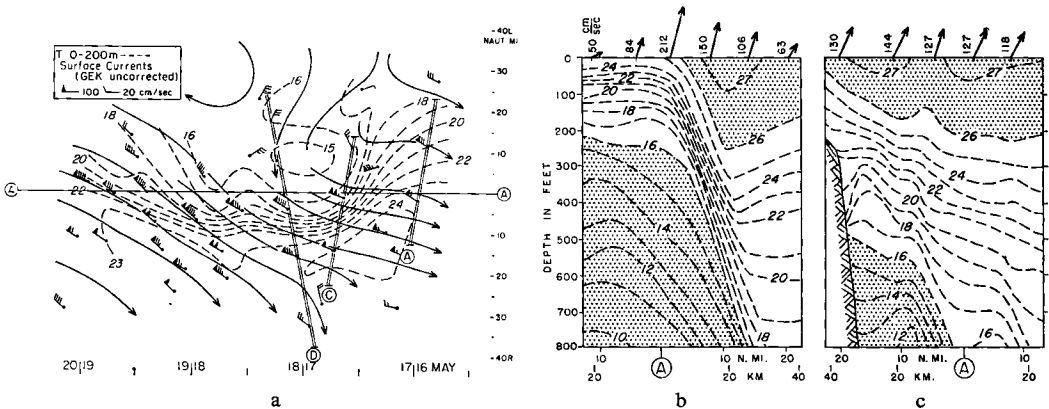 T 0-200m ----
Surface Currents
(GEK uncorrected)
100 20 cm/sec
-40L
NAUT MI
-30
-20
-10
-0
-10
-20
-30
-40R
16
18
16
18
20
15
22
20
22
24
23
A
A
C
D
20|19
19|18
18|17
17|16 MAY
a
cm/sec
50 84 212 150 106 63
0
100
200
300
400
500
600
700
800
DEPTH IN FEET
24
22
20
18
16
14
12
10
27
26
24
22
20
18
10 10 N. MI. 20
20 20 KM 40
A
b
130 144 127 127 118
27
27
26
24
22
20
18
16
14
12
16
20 10 N. MI. 10
40 20 KM. 20
A
c